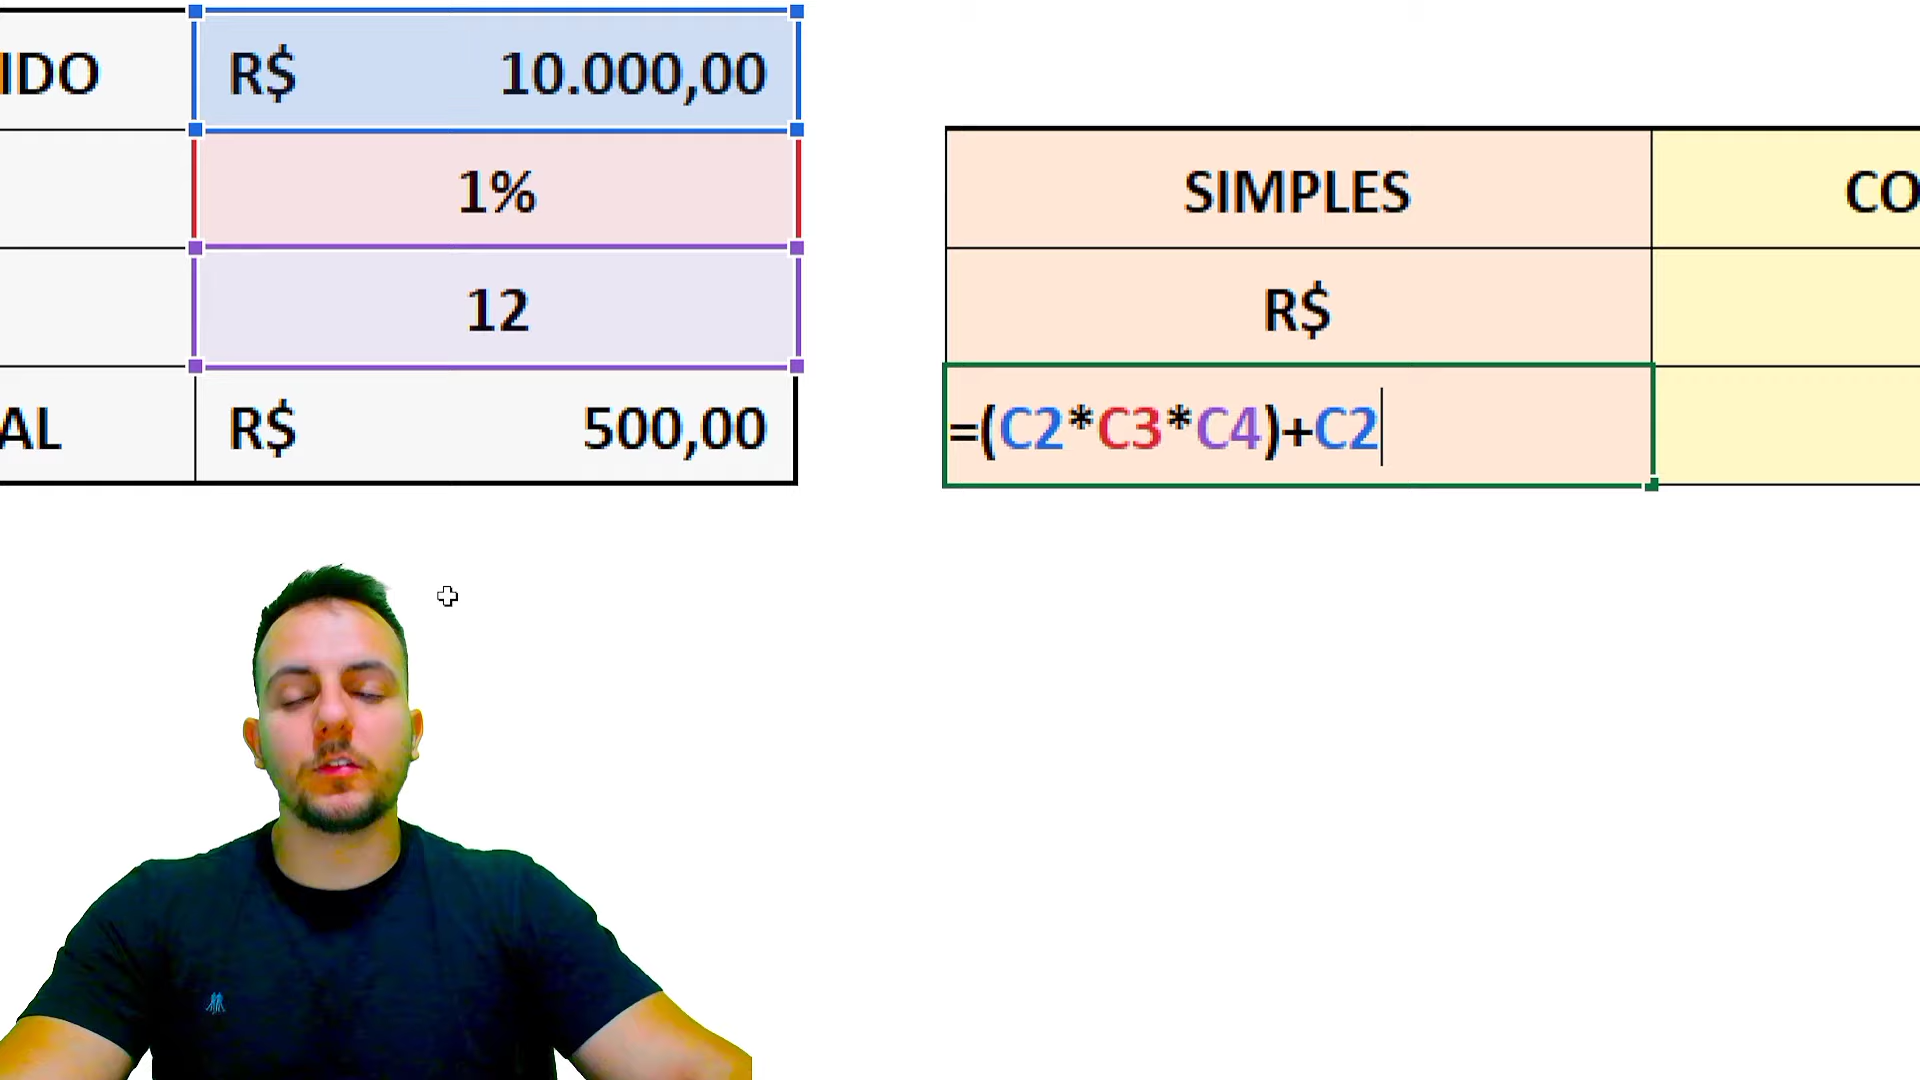 IDO R$ 10.000,00
1%
12
AL R$ 500,00
SIMPLES CO
R$
=(C2*C3*C4)+C2